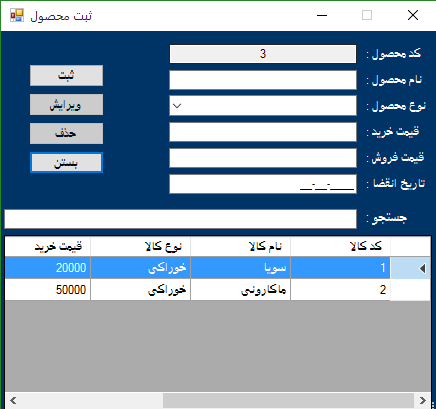 ثبت محصول
کد محصول : 3
ثبت
نام محصول :
ویرایش
نوع محصول :
حذف
قیمت خرید :
بستن
قیمت فروش :
تاریخ انقضا : ____-__-__
جستجو :
کد کالا نام کالا نوع کالا قیمت خرید
1 سویا خوراکی 20000
2 ماکارونی خوراکی 50000